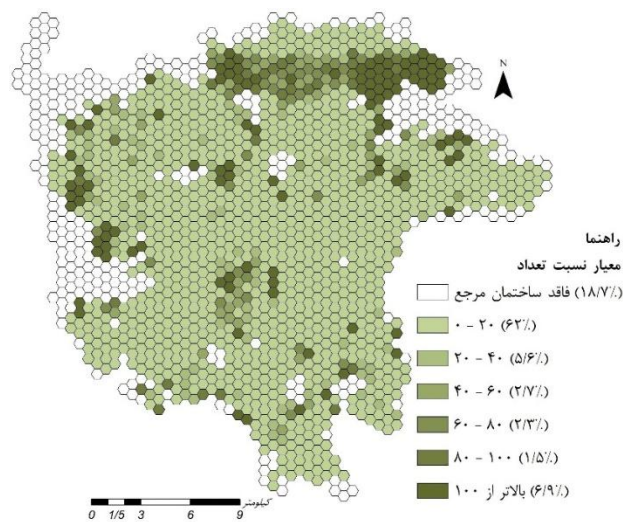 N
راهنما
معیار نسبت تعداد
فاقد ساختمان مرجع (۱۸/۷٪)
۰ - ۲۰ (۶۲٪)
۲۰ - ۴۰ (۵/۶٪)
۴۰ - ۶۰ (۲/۷٪)
۶۰ - ۸۰ (۲/۳٪)
۸۰ - ۱۰۰ (۱/۵٪)
بالاتر از ۱۰۰ (۶/۹٪)
کیلومتر
0 1/5 3 6 9